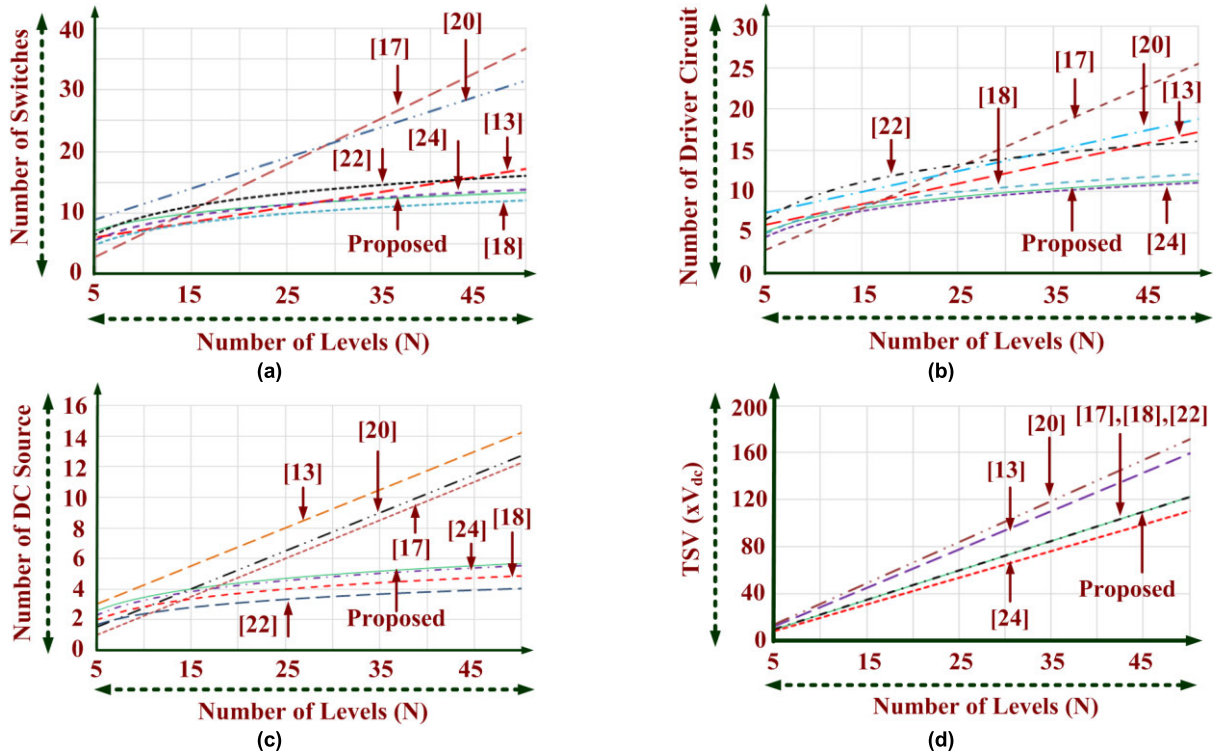 Number of Switches
40
30
20
10
0
[20]
[17]
[13]
[24]
[22]
Proposed
[18]
5 15 25 35 45
Number of Levels (N)
(a)
Number of Driver Circuit
30
25
20
15
10
5
0
[20]
[17]
[13]
[18]
[22]
Proposed
[24]
5 15 25 35 45
Number of Levels (N)
(b)
Number of DC Source
16
14
12
10
8
6
4
2
0
[20]
[13]
[18]
[17]
[24]
[22]
Proposed
5 15 25 35 45
Number of Levels (N)
(c)
TSV (xVdc)
200
160
120
80
40
0
[17],[18],[22]
[20]
[13]
Proposed
[24]
5 15 25 35 45
Number of Levels (N)
(d)